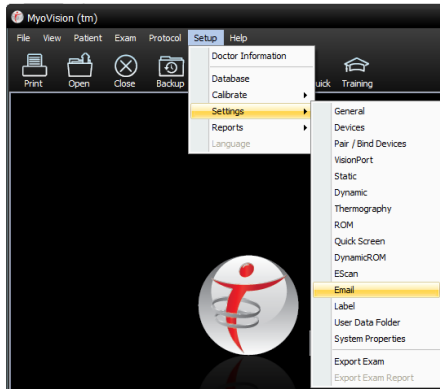 MyoVision (tm)
File View Patient Exam Protocol Setup Help
Print Open Close Backup uick Training
Doctor Information
Database
Calibrate
Settings
Reports
Language
General
Devices
Pair / Bind Devices
VisionPort
Static
Dynamic
Thermography
ROM
Quick Screen
DynamicROM
EScan
Email
Label
User Data Folder
System Properties
Export Exam
Export Exam Report